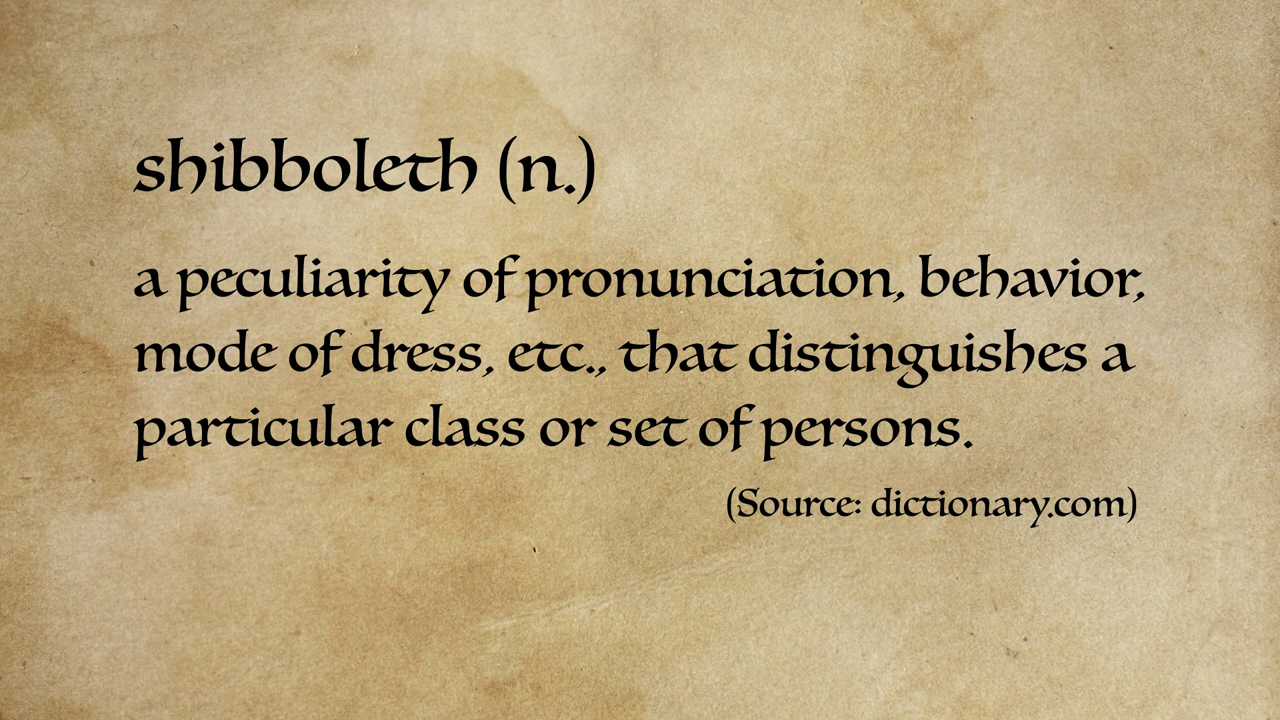 shibboleth (n.)
a peculiarity of pronunciation, behavior,
mode of dress, etc., that distinguishes a
particular class or set of persons.
(Source: dictionary.com)